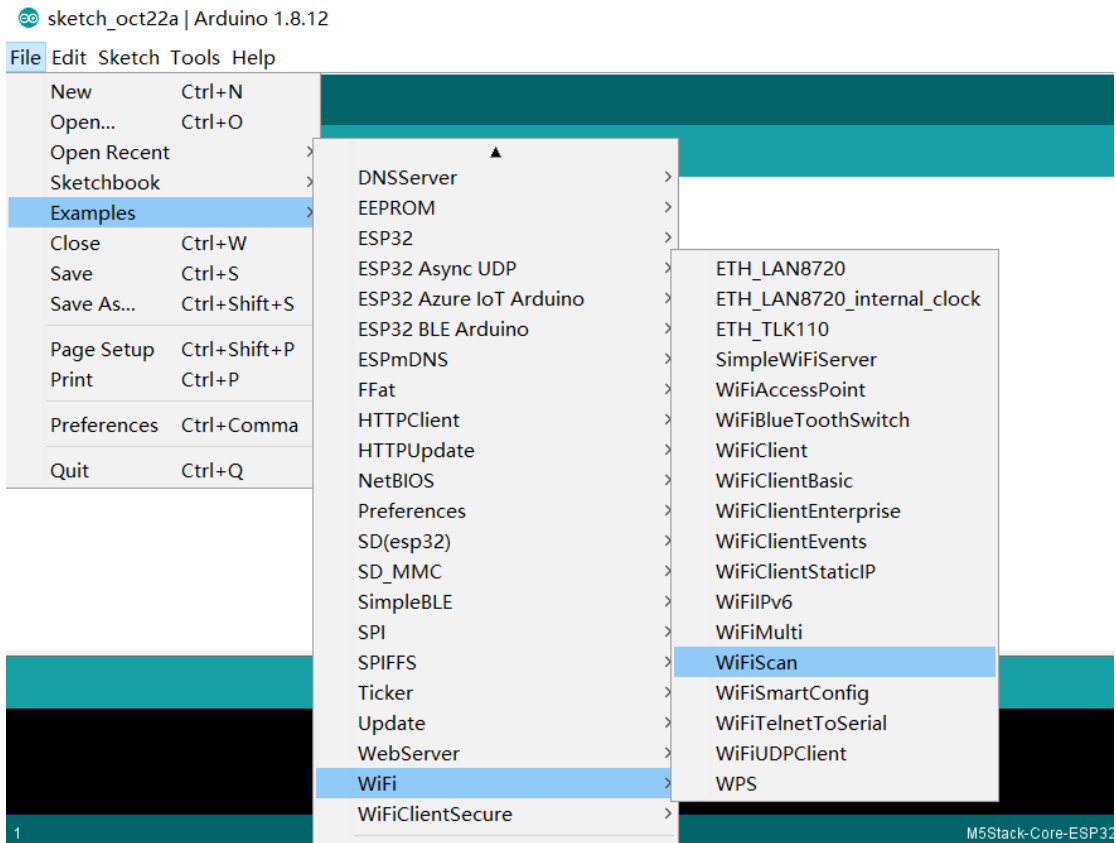 sketch_oct22a | Arduino 1.8.12
File Edit Sketch Tools Help
New Ctrl+N
Open... Ctrl+O
Open Recent
Sketchbook
Examples
Close Ctrl+W
Save Ctrl+S
Save As... Ctrl+Shift+S
Page Setup Ctrl+Shift+P
Print Ctrl+P
Preferences Ctrl+Comma
Quit Ctrl+Q
DNSServer
EEPROM
ESP32
ESP32 Async UDP
ESP32 Azure IoT Arduino
ESP32 BLE Arduino
ESPmDNS
FFat
HTTPClient
HTTPUpdate
NetBIOS
Preferences
SD(esp32)
SD_MMC
SimpleBLE
SPI
SPIFFS
Ticker
Update
WebServer
WiFi
WiFiClientSecure
ETH_LAN8720
ETH_LAN8720_internal_clock
ETH_TLK110
SimpleWiFiServer
WiFiAccessPoint
WiFiBlueToothSwitch
WiFiClient
WiFiClientBasic
WiFiClientEnterprise
WiFiClientEvents
WiFiClientStaticIP
WiFiIPv6
WiFiMulti
WiFiScan
WiFiSmartConfig
WiFiTelnetToSerial
WiFiUDPClient
WPS
1 M5Stack-Core-ESP32